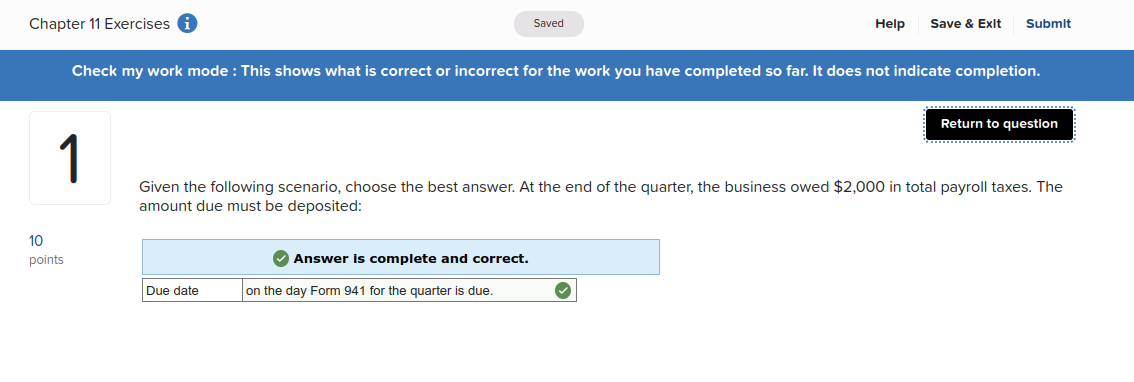 Chapter 11 Exercises i
Saved
Help Save & Exit Submit
Check my work mode : This shows what is correct or incorrect for the work you have completed so far. It does not indicate completion.
Return to question
1
Given the following scenario, choose the best answer. At the end of the quarter, the business owed $2,000 in total payroll taxes. The
amount due must be deposited:
10
points
Answer is complete and correct.
Due date on the day Form 941 for the quarter is due.